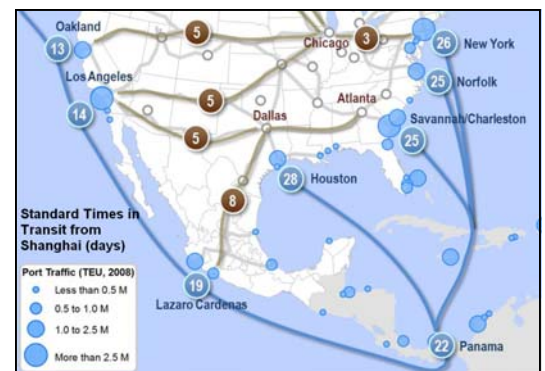 Oakland
13
5
Chicago
3
26
New York
Los Angeles
14
5
5
Dallas
Atlanta
25
Norfolk
Savannah/Charleston
25
28
Houston
8
Standard Times in
Transit from
Shanghai (days)
Port Traffic (TEU, 2008)
Less than 0.5 M
0.5 to 1.0 M
1.0 to 2.5 M
More than 2.5 M
19
Lazaro Cardenas
22
Panama